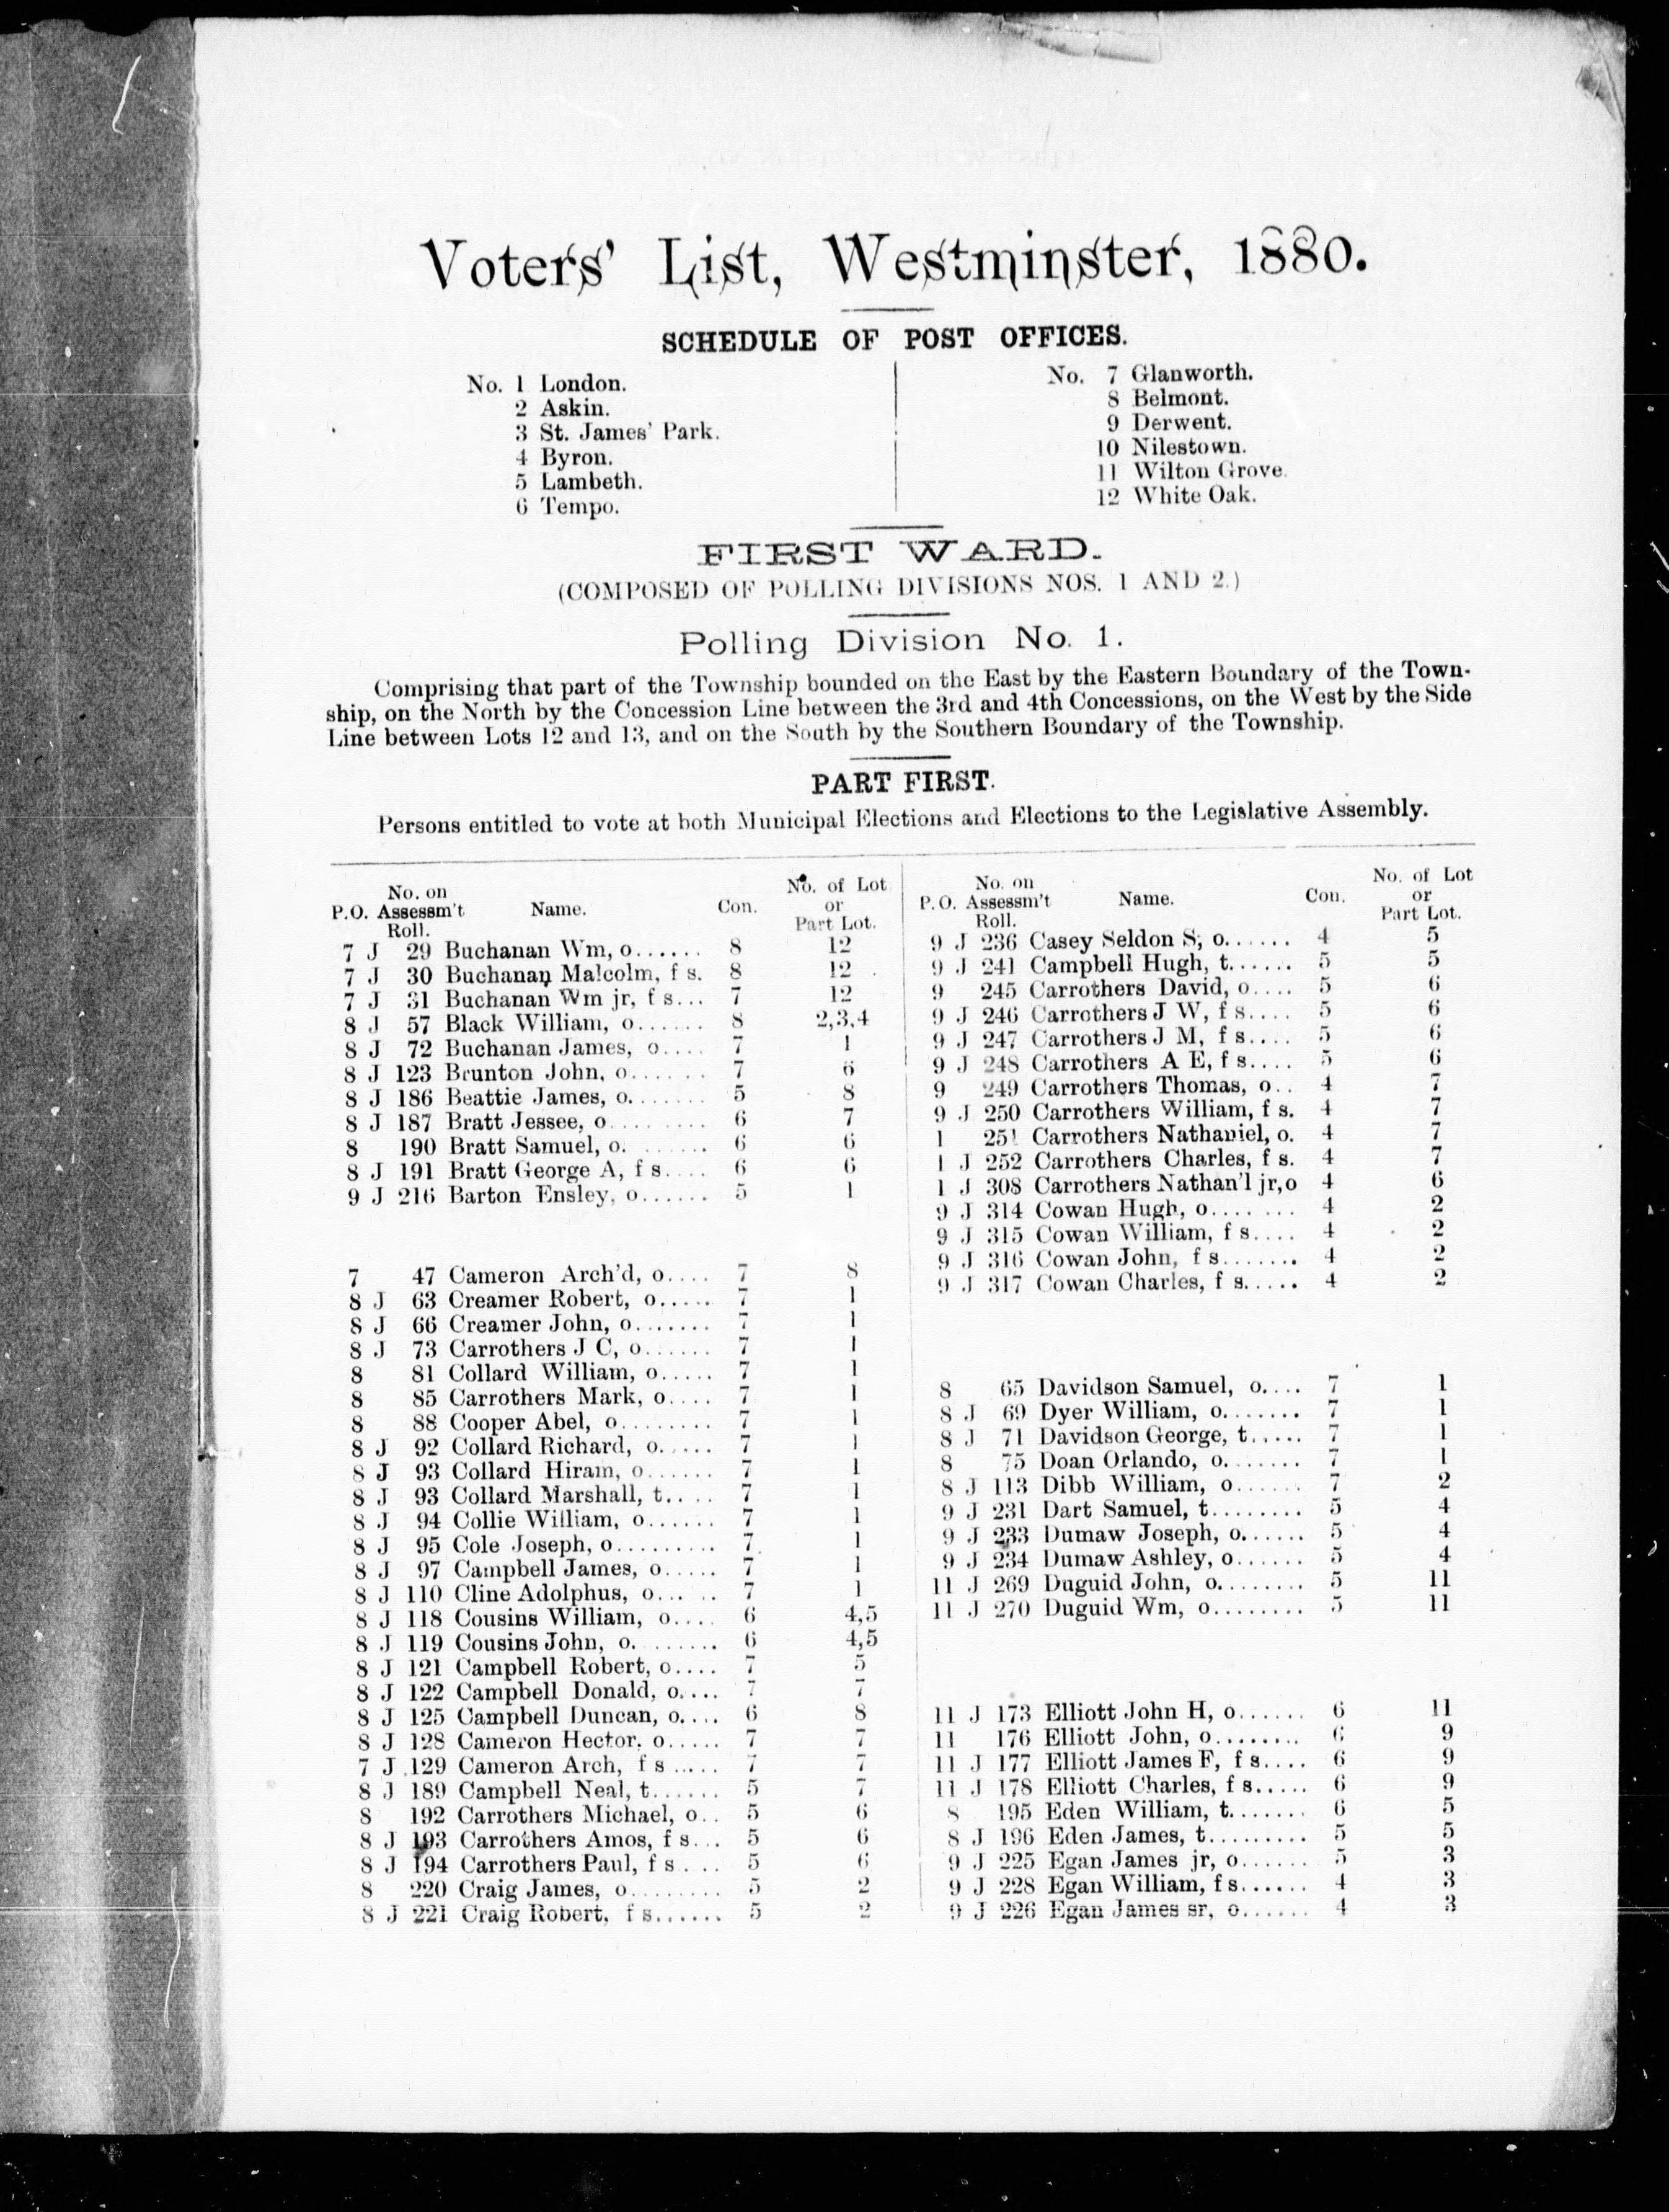 Voters' List, Westminster, 1880.
SCHEDULE OF POST OFFICES.
No. 1 London.
2 Askin.
3 St. James' Park.
4 Byron.
5 Lambeth.
6 Tempo.
No. 7 Glanworth.
8 Belmont.
9 Derwent.
10 Nilestown.
11 Wilton Grove.
12 White Oak.
FIRST WARD.
(COMPOSED OF POLLING DIVISIONS NOS. 1 AND 2.)
Polling Division No. 1.
Comprising that part of the Township bounded on the East by the Eastern Boundary of the Town-
ship, on the North by the Concession Line between the 3rd and 4th Concessions, on the West by the Side
Line between Lots 12 and 13, and on the South by the Southern Boundary of the Township.
PART FIRST.
Persons entitled to vote at both Municipal Elections and Elections to the Legislative Assembly.
No. on No. of Lot
P.O. Assessm't Name. Con. or
Roll. Part Lot.
7 J 29 Buchanan Wm, o...... 8 12
7 J 30 Buchanan Malcolm, f s. 8 12
7 J 31 Buchanan Wm jr, f s... 7 12
8 J 57 Black William, o...... 8 2,3,4
8 J 72 Buchanan James, o.... 7 1
8 J 123 Brunton John, o....... 7 6
8 J 186 Beattie James, o....... 5 8
8 J 187 Bratt Jessee, o......... 6 7
8 190 Bratt Samuel, o. ....... 6 6
8 J 191 Bratt George A, f s.... 6 6
9 J 216 Barton Ensley, o...... 5 1
7 47 Cameron Arch'd, o.... 7 8
8 J 63 Creamer Robert, o..... 7 1
8 J 66 Creamer John, o....... 7 1
8 J 73 Carrothers J C, o...... 7 1
8 81 Collard William, o..... 7 1
8 85 Carrothers Mark, o.... 7 1
8 88 Cooper Abel, o......... 7 1
8 J 92 Collard Richard, o..... 7 1
8 J 93 Collard Hiram, o...... 7 1
8 J 93 Collard Marshall, t.... 7 1
8 J 94 Collie William, o...... 7 1
8 J 95 Cole Joseph, o.......... 7 1
8 J 97 Campbell James, o..... 7 1
8 J 110 Cline Adolphus, o... .. 7 1
8 J 118 Cousins William, o.... 6 4,5
8 J 119 Cousins John, o. ....... 6 4,5
8 J 121 Campbell Robert, o.... 7 5
8 J 122 Campbell Donald, o.... 7 7
8 J 125 Campbell Duncan, o.... 6 8
8 J 128 Cameron Hector, o..... 7 7
7 J 129 Cameron Arch, f s ..... 7 7
8 J 189 Campbell Neal, t...... 5 7
8 192 Carrothers Michael, o.. 5 6
8 J 193 Carrothers Amos, f s... 5 6
8 J 194 Carrothers Paul, f s.... 5 6
8 220 Craig James, o......... 5 2
8 J 221 Craig Robert, f s...... 5 2
No. on No. of Lot
P.O. Assessm't Name. Con. or
Roll. Part Lot.
9 J 236 Casey Seldon S, o...... 4 5
9 J 241 Campbell Hugh, t...... 5 5
9 245 Carrothers David, o.... 5 6
9 J 246 Carrothers J W, f s.... 5 6
9 J 247 Carrothers J M, f s.... 5 6
9 J 248 Carrothers A E, f s.... 5 6
9 249 Carrothers Thomas, o.. 4 7
9 J 250 Carrothers William, f s. 4 7
1 251 Carrothers Nathaniel, o. 4 7
1 J 252 Carrothers Charles, f s. 4 7
1 J 308 Carrothers Nathan'l jr,o 4 6
9 J 314 Cowan Hugh, o....... 4 2
9 J 315 Cowan William, f s.... 4 2
9 J 316 Cowan John, f s....... 4 2
9 J 317 Cowan Charles, f s..... 4 2
8 65 Davidson Samuel, o.... 7 1
8 J 69 Dyer William, o....... 7 1
8 J 71 Davidson George, t..... 7 1
8 75 Doan Orlando, o....... 7 1
8 J 113 Dibb William, o...... 7 2
9 J 231 Dart Samuel, t........ 5 4
9 J 233 Dumaw Joseph, o...... 5 4
9 J 234 Dumaw Ashley, o...... 5 4
11 J 269 Duguid John, o........ 5 11
11 J 270 Duguid Wm, o........ 5 11
11 J 173 Elliott John H, o...... 6 11
11 176 Elliott John, o........ 6 9
11 J 177 Elliott James F, f s.... 6 9
11 J 178 Elliott Charles, f s..... 6 9
8 195 Eden William, t....... 6 5
8 J 196 Eden James, t......... 5 5
9 J 225 Egan James jr, o...... 5 3
9 J 228 Egan William, f s...... 4 3
9 J 226 Egan James sr, o...... 4 3